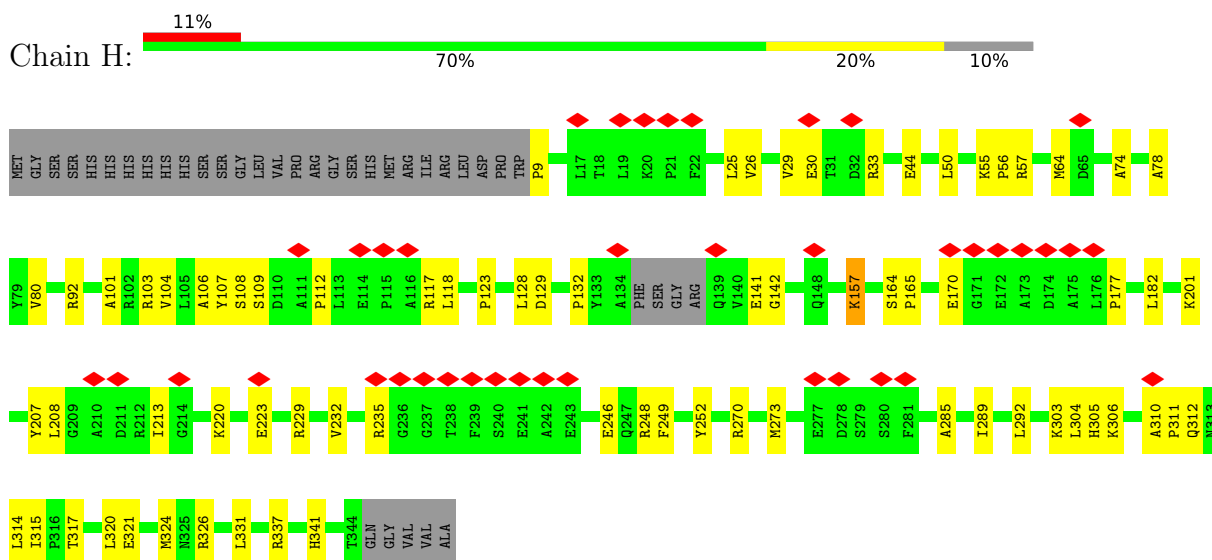 11%
Chain H:
70% 20% 10%
MET GLY SER SER HIS HIS HIS HIS HIS HIS SER SER GLY LEU VAL PRO ARG GLY SER HIS MET ARG ILE ARG LEU ASP PRO TRP P9 L17 T18 L19 K20 P21 F22 L25 V26 V29 E30 T31 D32 R33 E44 L50 K55 P56 R57 M64 D65 A74 A78
Y79 V80 R92 A101 R102 R103 Y104 L105 A106 Y107 S108 S109 D110 A111 P112 L113 E114 P115 A116 R117 L118 P123 L128 D129 P132 Y133 A134 PHE SER GLY ARG Q139 V140 E141 G142 Q148 K157 S164 P165 E170 G171 E172 A173 D174 A175 L176 P177 L182 K201
Y207 L208 G209 A210 D211 R212 I213 G214 K220 E223 R229 V232 R235 G236 G237 T238 F239 S240 E241 A242 E243 E246 Q247 R248 F249 Y252 R270 M273 E277 D278 S279 S280 F281 A285 I289 L292 K303 L304 H305 K306 A310 P311 Q312 N313
L314 I315 P316 T317 L320 E321 M324 N325 R326 L331 R337 H341 T344 GLN GLY VAL VAL ALA